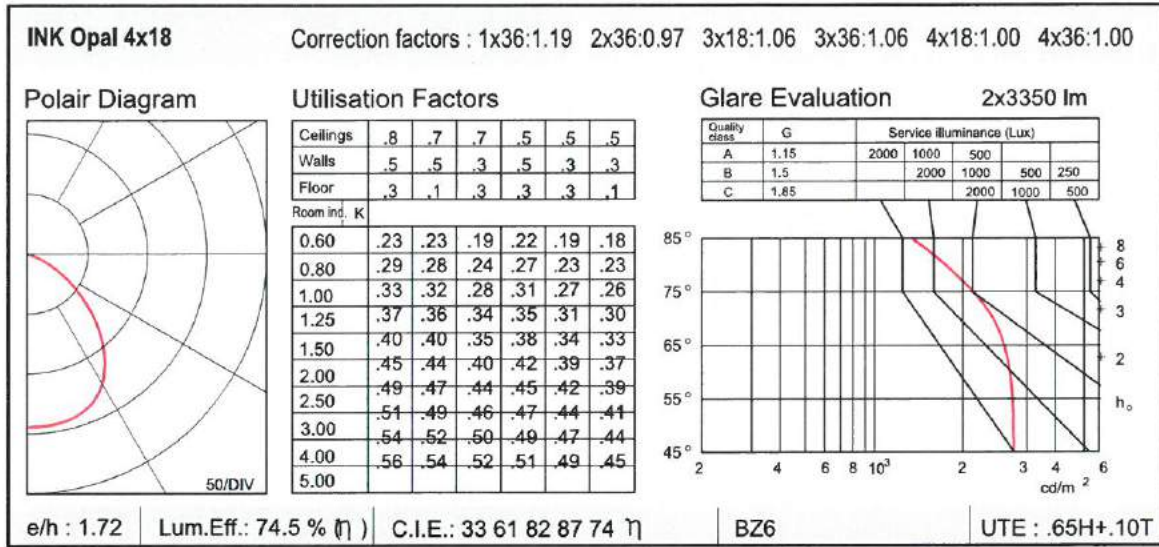 INK Opal 4x18
Correction factors : 1x36:1.19 2x36:0.97 3x18:1.06 3x36:1.06 4x18:1.00 4x36:1.00
Polair Diagram
50/DIV
Utilisation Factors
Ceilings .8 .7 .7 .5 .5 .5
Walls .5 .5 .3 .5 .3 .3
Floor .3 .1 .3 .3 .3 .1
Room ind. K
0.60 .23 .23 .19 .22 .19 .18
0.80 .29 .28 .24 .27 .23 .23
1.00 .33 .32 .28 .31 .27 .26
1.25 .37 .36 .34 .35 .31 .30
1.50 .40 .40 .35 .38 .34 .33
2.00 .45 .44 .40 .42 .39 .37
2.50 .49 .47 .44 .45 .42 .39
3.00 .51 .49 .46 .47 .44 .41
4.00 .54 .52 .50 .49 .47 .44
5.00 .56 .54 .52 .51 .49 .45
Glare Evaluation 2x3350 lm
Quality class G Service illuminance (Lux)
A 1.15 2000 1000 500
B 1.5 2000 1000 500 250
C 1.85 2000 1000 500
85° 8
6
4
75°
3
65°
2
55° ho
45°
2 4 6 8 10³ 2 3 4 6
cd/m²
e/h : 1.72 Lum.Eff.: 74.5 % (η ) C.I.E.: 33 61 82 87 74 η BZ6 UTE : .65H+.10T